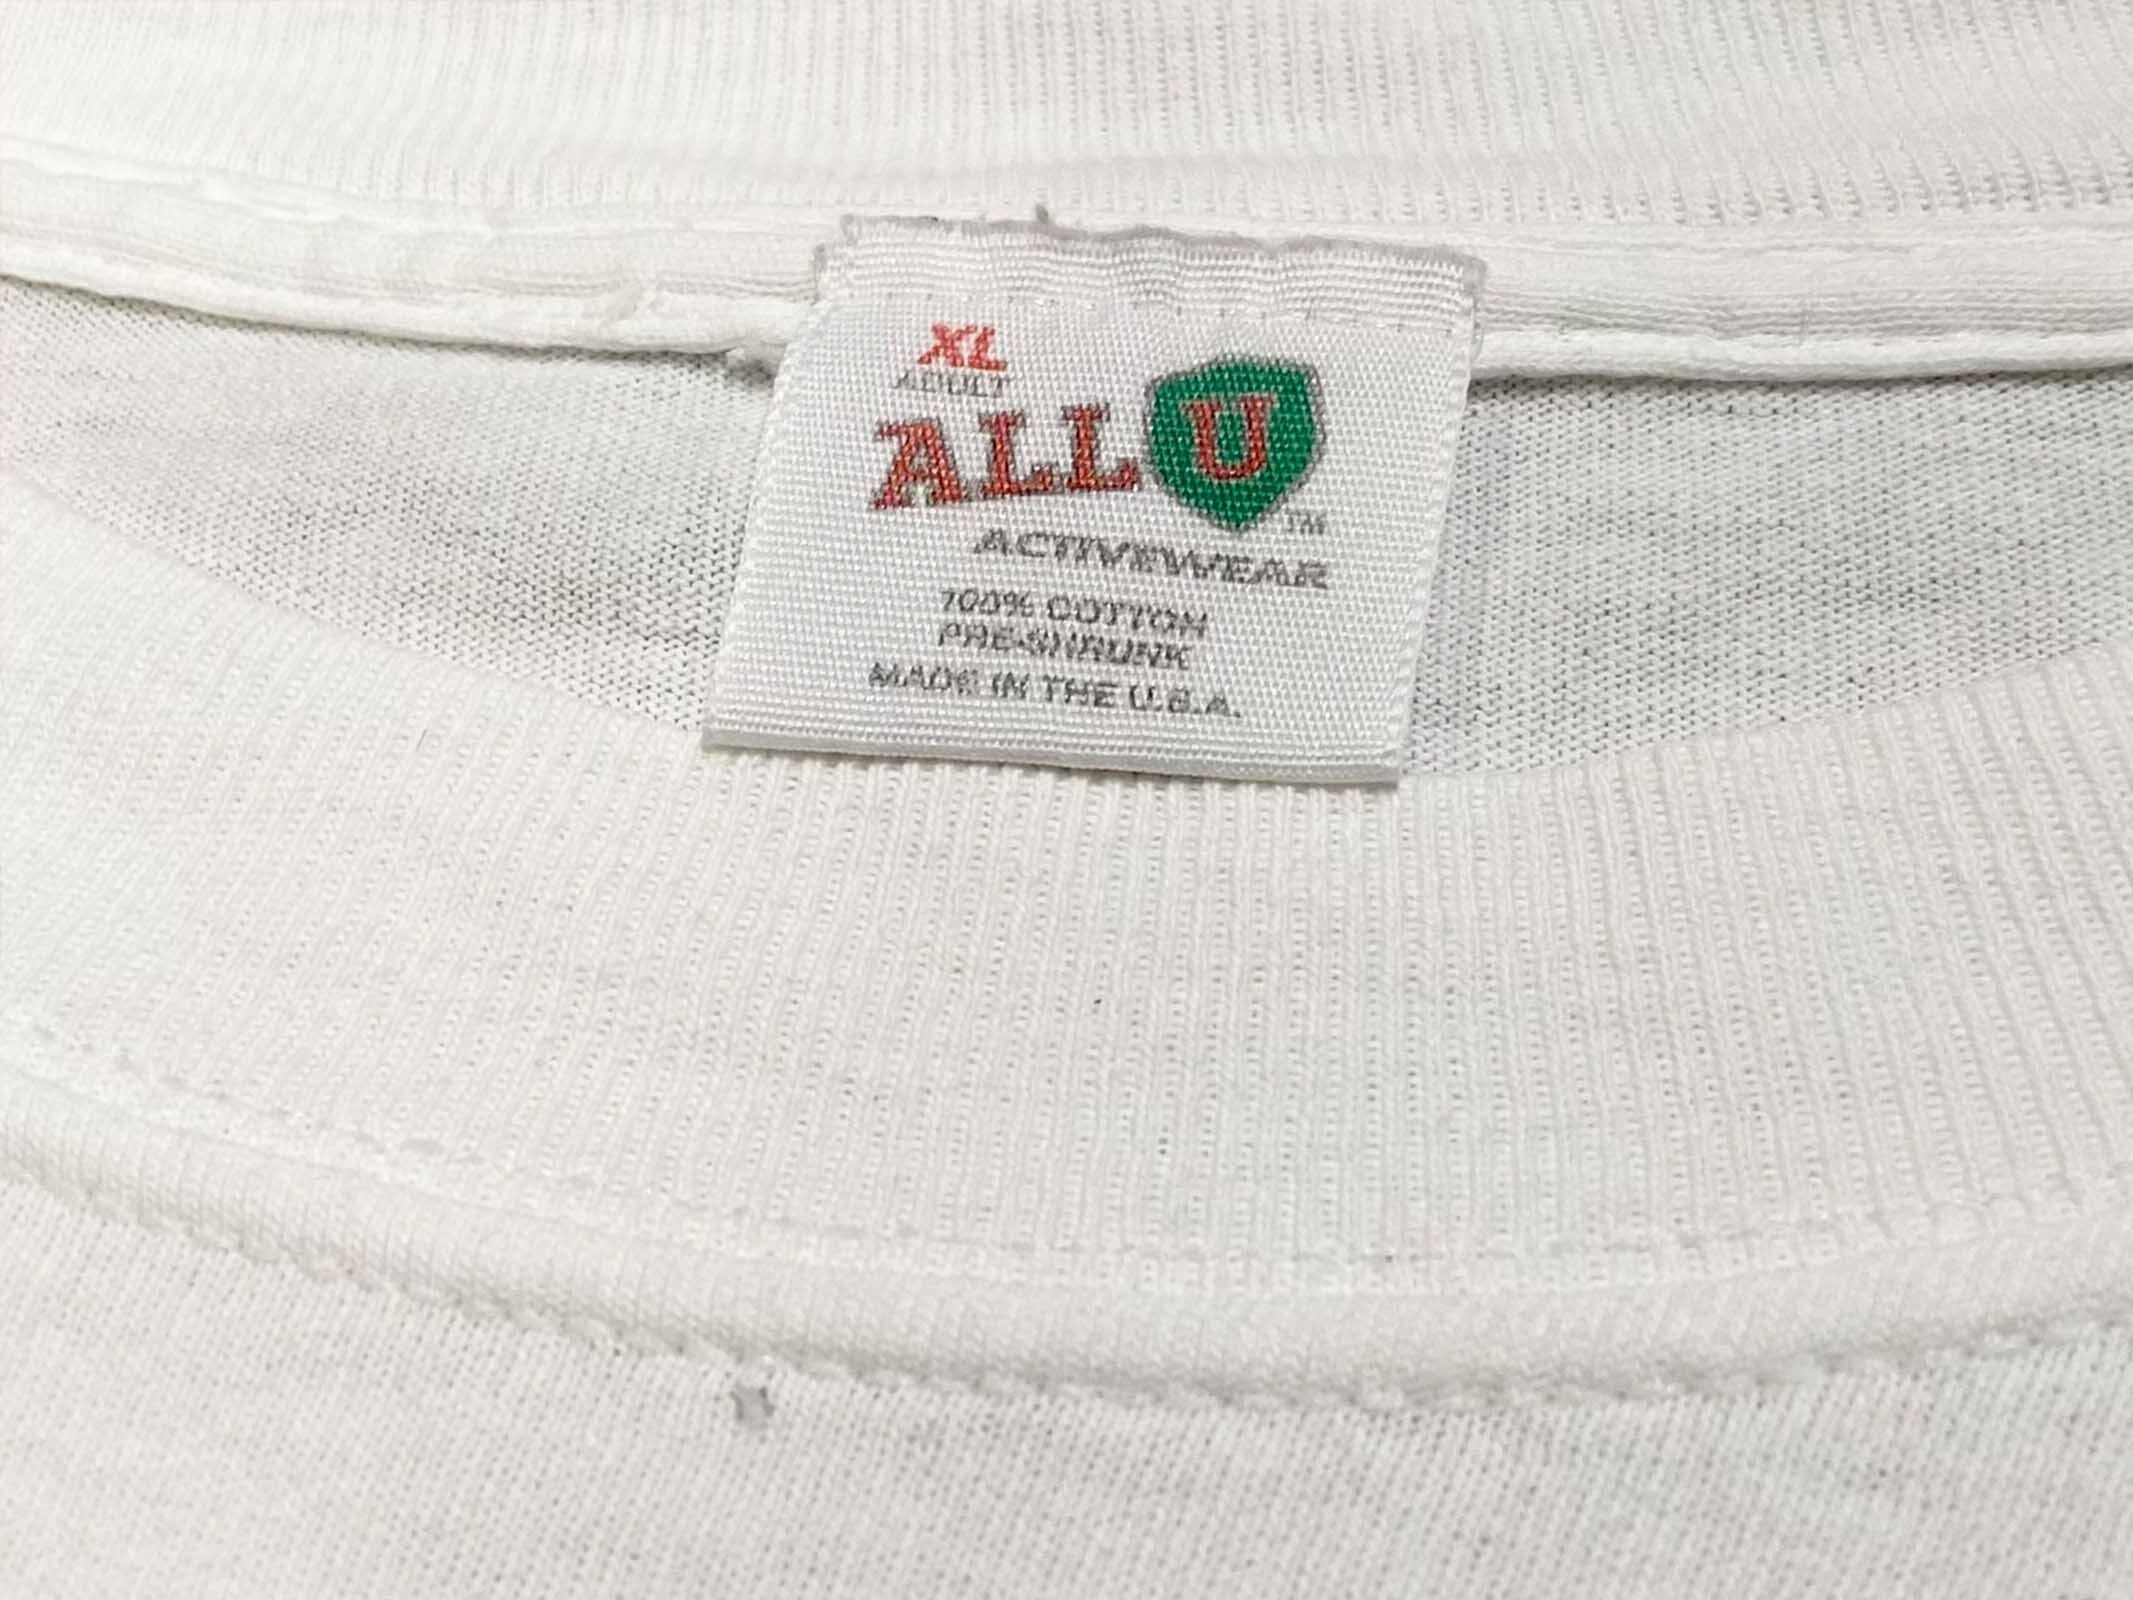 XL
ADULT
ALL U
TM
ACTIVEWEAR
100% COTTON
PRE-SHRUNK
MADE IN THE U.S.A.